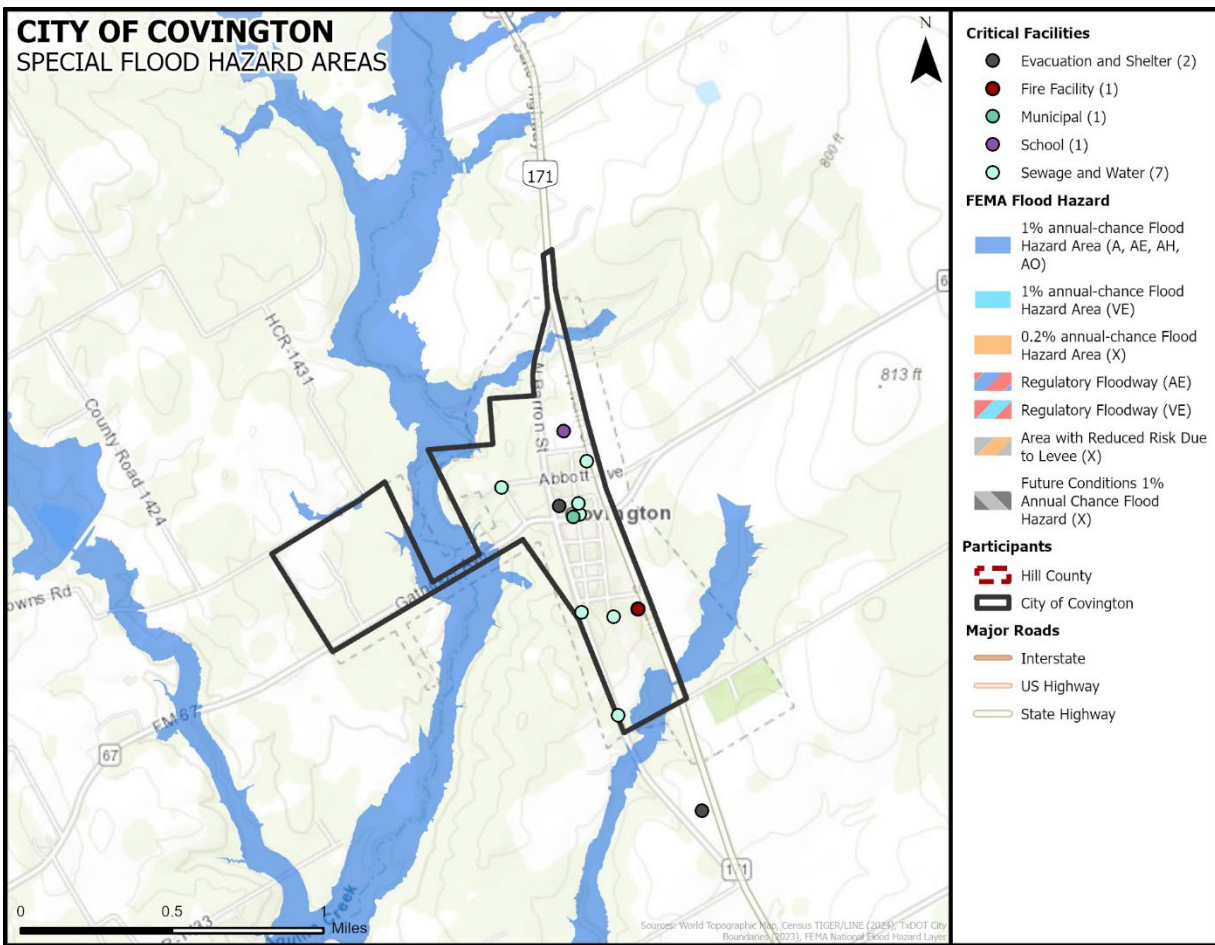 CITY OF COVINGTON
SPECIAL FLOOD HAZARD AREAS
N
171
800 ft
HCR-1431
N Barron St
813 ft
County Road 1424
Abbott Ave
Covington
owns Rd
FM 67
67
171
0 0.5 1
Miles
Sources: World Topographic Map, Census TIGER/LINE (2024), TxDOT City
Boundaries (2023), FEMA National Flood Hazard Layer
Critical Facilities
Evacuation and Shelter (2)
Fire Facility (1)
Municipal (1)
School (1)
Sewage and Water (7)
FEMA Flood Hazard
1% annual-chance Flood
Hazard Area (A, AE, AH,
AO)
1% annual-chance Flood
Hazard Area (VE)
0.2% annual-chance Flood
Hazard Area (X)
Regulatory Floodway (AE)
Regulatory Floodway (VE)
Area with Reduced Risk Due
to Levee (X)
Future Conditions 1%
Annual Chance Flood
Hazard (X)
Participants
Hill County
City of Covington
Major Roads
Interstate
US Highway
State Highway